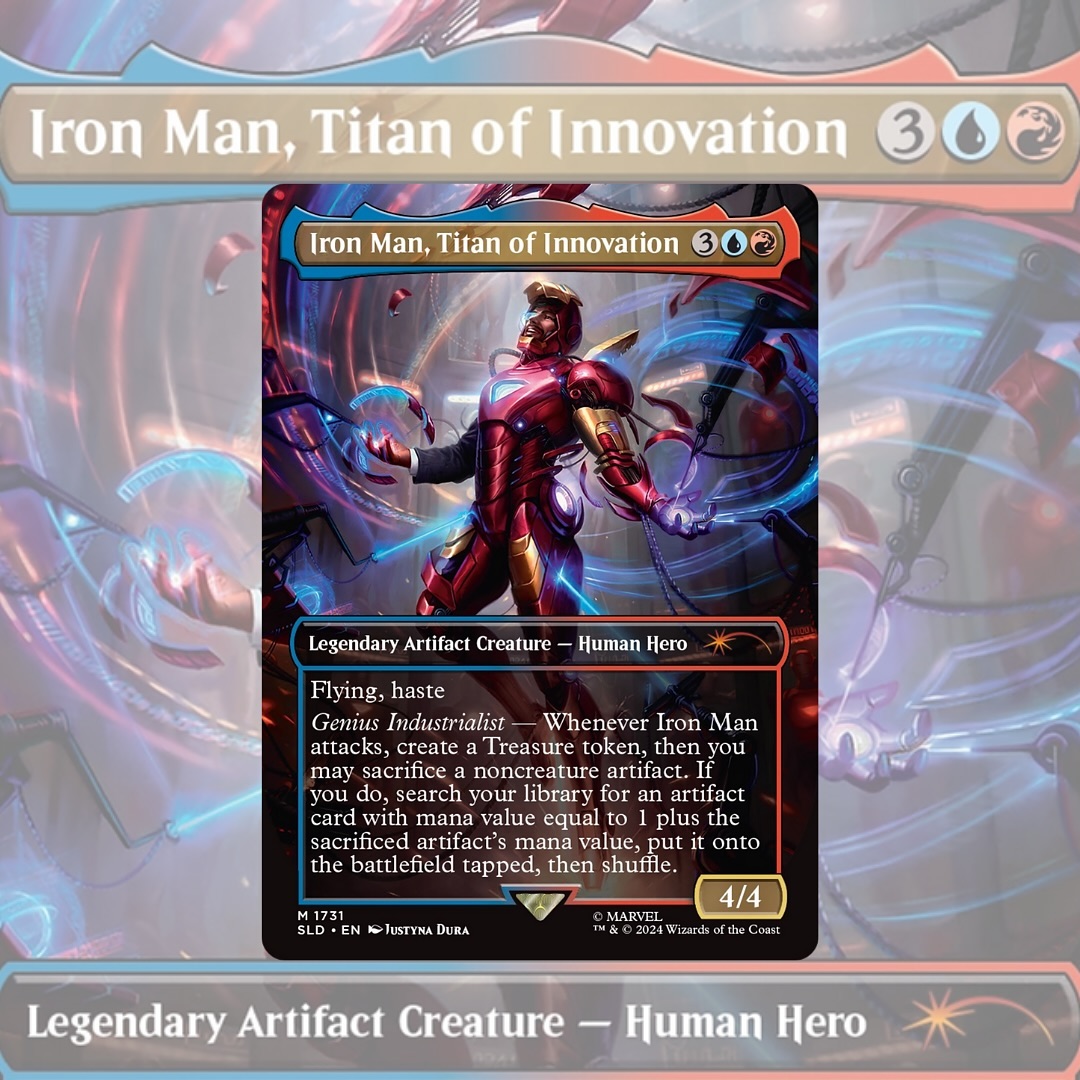 Iron Man, Titan of Innovation 3
Iron Man, Titan of Innovation 3
Legendary Artifact Creature — Human Hero
Flying, haste
Genius Industrialist — Whenever Iron Man
attacks, create a Treasure token, then you
may sacrifice a noncreature artifact. If
you do, search your library for an artifact
card with mana value equal to 1 plus the
sacrificed artifact's mana value, put it onto
the battlefield tapped, then shuffle.
4/4
M 1731
SLD • EN Justyna Dura
© MARVEL
™ & © 2024 Wizards of the Coast
Legendary Artifact Creature — Human Hero